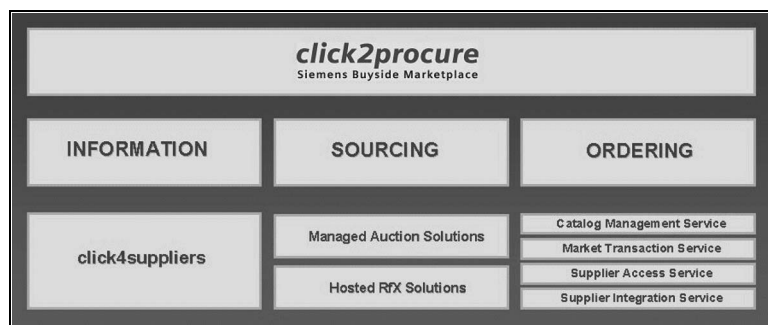 click2procure
Siemens Buyside Marketplace
INFORMATION
SOURCING
ORDERING
click4suppliers
Managed Auction Solutions
Hosted RfX Solutions
Catalog Management Service
Market Transaction Service
Supplier Access Service
Supplier Integration Service